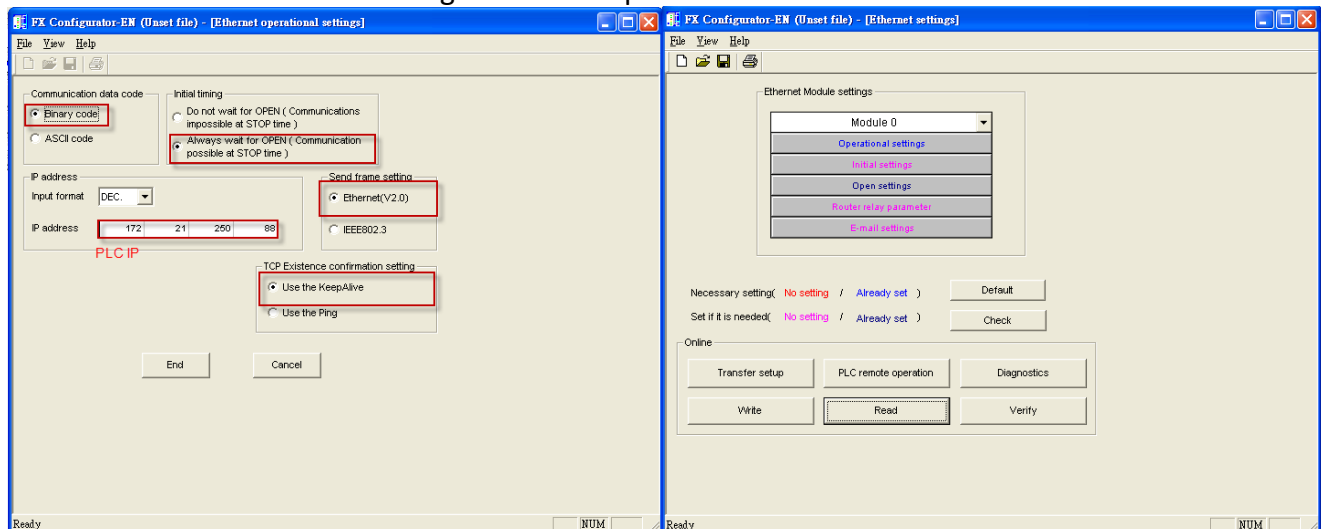 FX Configurator-EN (Unset file) - [Ethernet operational settings]
File View Help
Communication data code
Binary code
ASCII code
Initial timing
Do not wait for OPEN ( Communications
impossible at STOP time )
Always wait for OPEN ( Communication
possible at STOP time )
IP address
Input format DEC.
IP address 172 21 250 88
PLC IP
Send frame setting
Ethernet(V2.0)
IEEE802.3
TCP Existence confirmation setting
Use the KeepAlive
Use the Ping
End Cancel
Ready NUM
FX Configurator-EN (Unset file) - [Ethernet settings]
File View Help
Ethernet Module settings
Module 0
Operational settings
Initial settings
Open settings
Router relay parameter
E-mail settings
Necessary setting( No setting / Already set ) Default
Set if it is needed( No setting / Already set ) Check
Online
Transfer setup PLC remote operation Diagnostics
Write Read Verify
Ready NUM